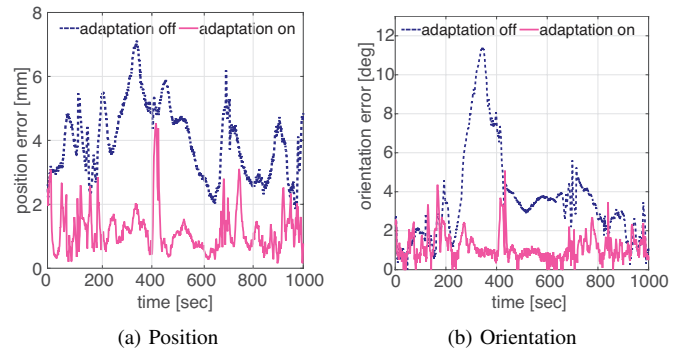 adaptation off adaptation on
position error [mm]
8
6
4
2
0
0 200 400 600 800 1000
time [sec]
(a) Position
adaptation off adaptation on
orientation error [deg]
12
10
8
6
4
2
0
0 200 400 600 800 1000
time [sec]
(b) Orientation